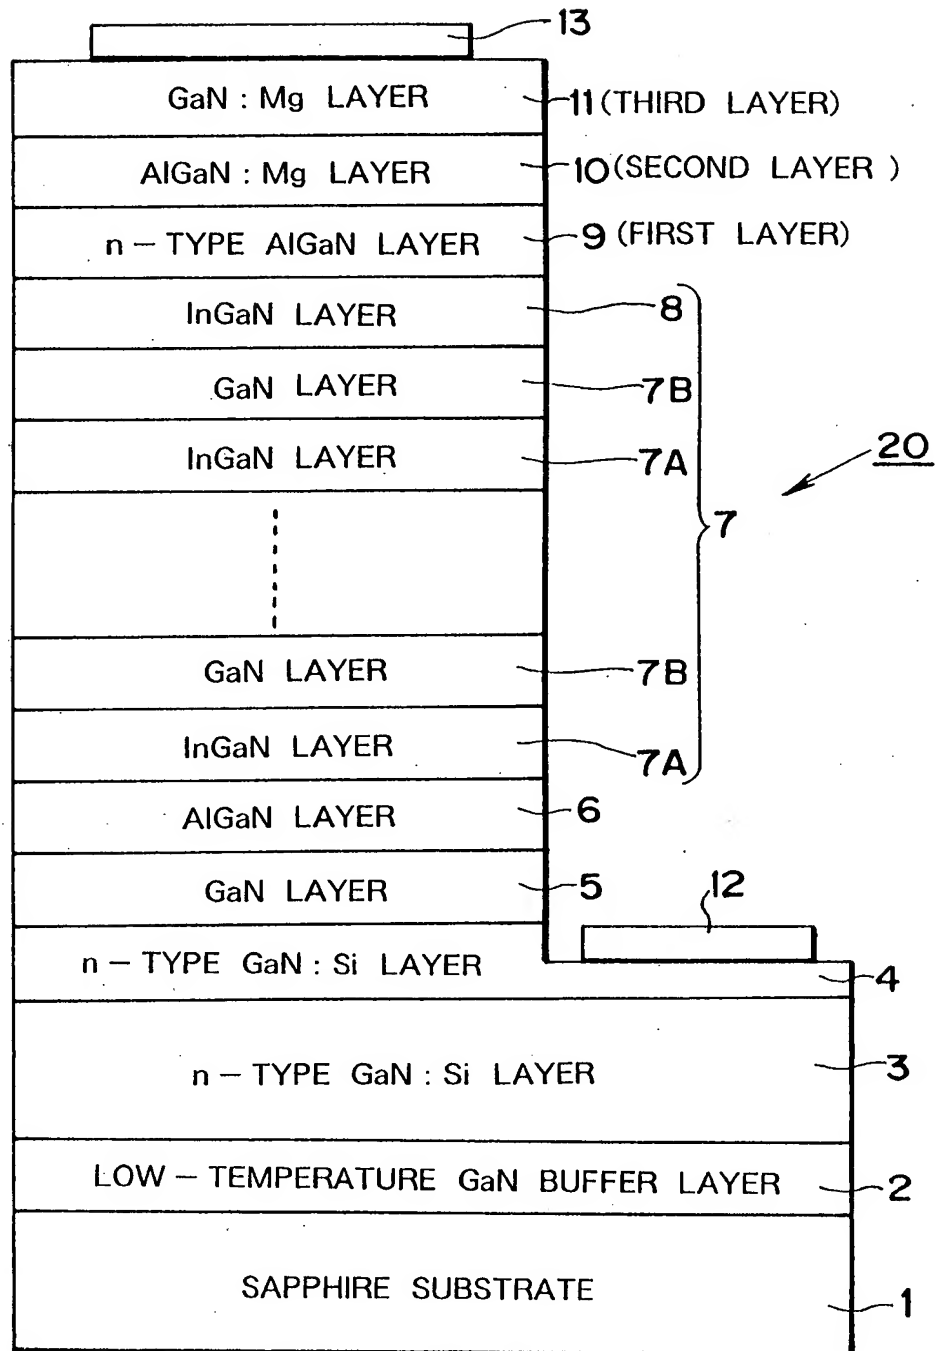 13
GaN : Mg LAYER 11 (THIRD LAYER)
AlGaN : Mg LAYER 10 (SECOND LAYER )
n – TYPE AlGaN LAYER 9 (FIRST LAYER)
InGaN LAYER 8
GaN LAYER 7B
InGaN LAYER 7A
20
7
GaN LAYER 7B
InGaN LAYER 7A
AlGaN LAYER 6
GaN LAYER 5
12
n – TYPE GaN : Si LAYER 4
n – TYPE GaN : Si LAYER 3
LOW – TEMPERATURE GaN BUFFER LAYER 2
SAPPHIRE SUBSTRATE 1